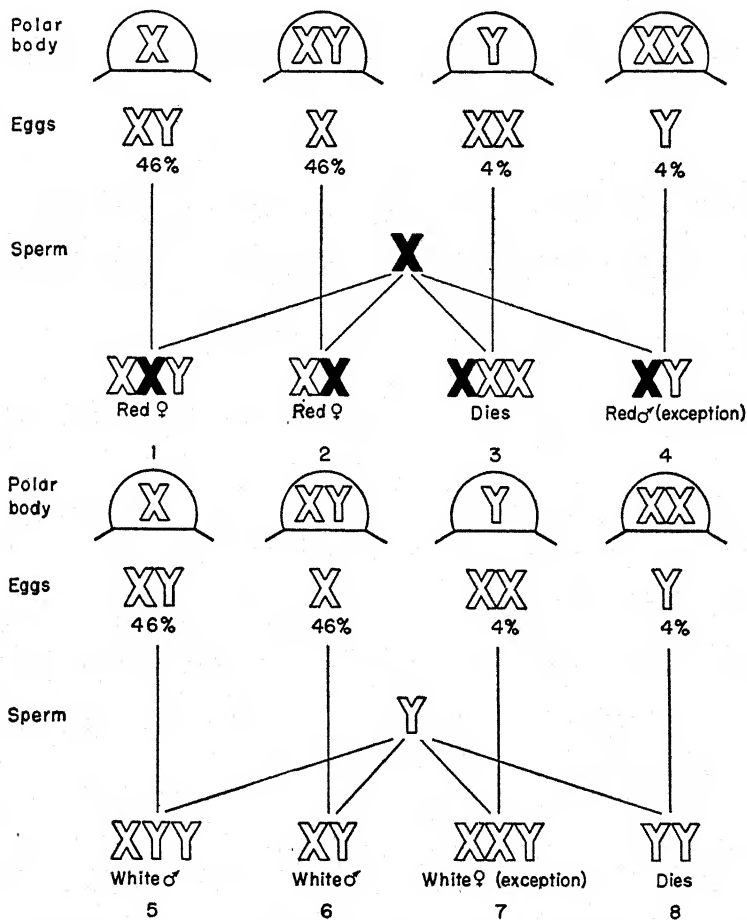 Polar body X XY Y XX
Eggs XY X XX Y
46% 46% 4% 4%
Sperm X
XXY XX XXX XY
Red ♀ Red ♀ Dies Red♂ (exception)
1 2 3 4
Polar body X XY Y XX
Eggs XY X XX Y
46% 46% 4% 4%
Sperm Y
XYY XY XXY YY
White♂ White♂ White♀ (exception) Dies
5 6 7 8